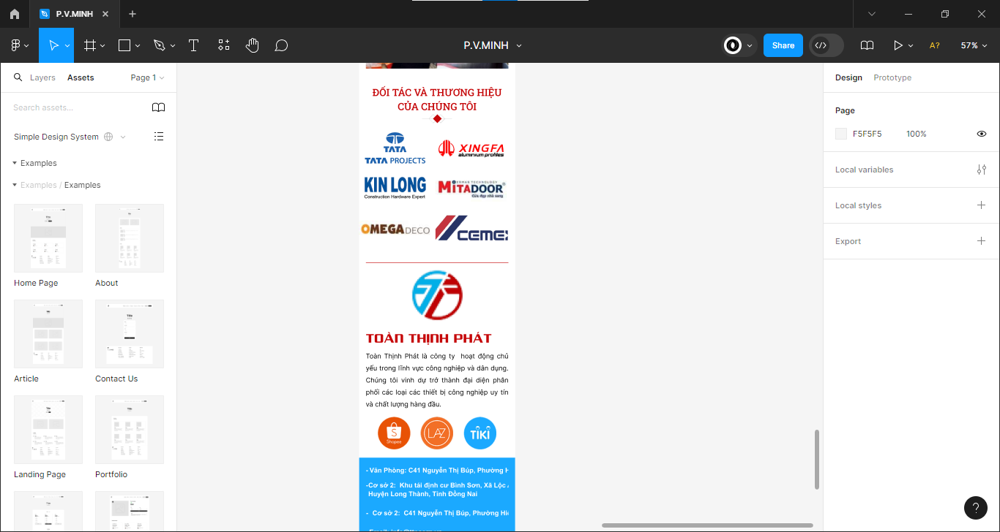 P.V.MINH
P.V.MINH
Share
A?
57%
Layers
Assets
Page 1
Search assets...
Simple Design System
Examples
Examples / Examples
Home Page
About
Article
Contact Us
Landing Page
Portfolio
ĐỐI TÁC VÀ THƯƠNG HIỆU
CỦA CHÚNG TÔI
TATA
TATA PROJECTS
XINGFA
aluminium profiles
KIN LONG
Construction Hardware Expert
GERMAN TECHNOLOGY
MITADOOR®
Cửa đẹp nhà sang
OMEGADECO
CEMEX
TOÀN THỊNH PHÁT
Toàn Thịnh Phát là công ty hoạt động chủ
yếu trong lĩnh vực công nghiệp và dân dụng.
Chúng tôi vinh dự trở thành đại diện phân
phối các loại các thiết bị công nghiệp uy tín
và chất lượng hàng đầu.
S
Shopee
LAZ
TIKI
- Văn Phòng: C41 Nguyễn Thị Búp, Phường H
-Cơ sở 2: Khu tái định cư Bình Sơn, Xã Lộc
Huyện Long Thành, Tỉnh Đồng Nai
- Cơ sở 2: C41 Nguyễn Thị Búp, Phường Hi
Design
Prototype
Page
F5F5F5
100%
Local variables
Local styles
Export
?